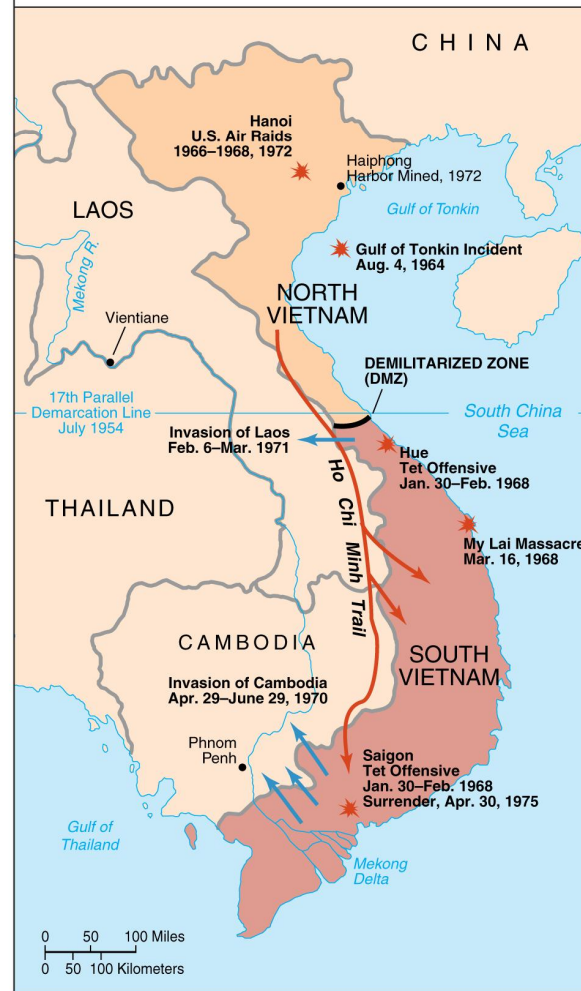 CHINA
Hanoi
U.S. Air Raids
1966–1968, 1972
Haiphong
Harbor Mined, 1972
Gulf of Tonkin
LAOS
Mekong R.
Gulf of Tonkin Incident
Aug. 4, 1964
NORTH
VIETNAM
Vientiane
DEMILITARIZED ZONE
(DMZ)
17th Parallel
Demarcation Line
July 1954
South China
Sea
Invasion of Laos
Feb. 6–Mar. 1971
Hue
Tet Offensive
Jan. 30–Feb. 1968
Ho Chi Minh Trail
THAILAND
My Lai Massacre
Mar. 16, 1968
CAMBODIA
SOUTH
VIETNAM
Invasion of Cambodia
Apr. 29–June 29, 1970
Phnom
Penh
Saigon
Tet Offensive
Jan. 30–Feb. 1968
Surrender, Apr. 30, 1975
Gulf of
Thailand
Mekong
Delta
0 50 100 Miles
0 50 100 Kilometers